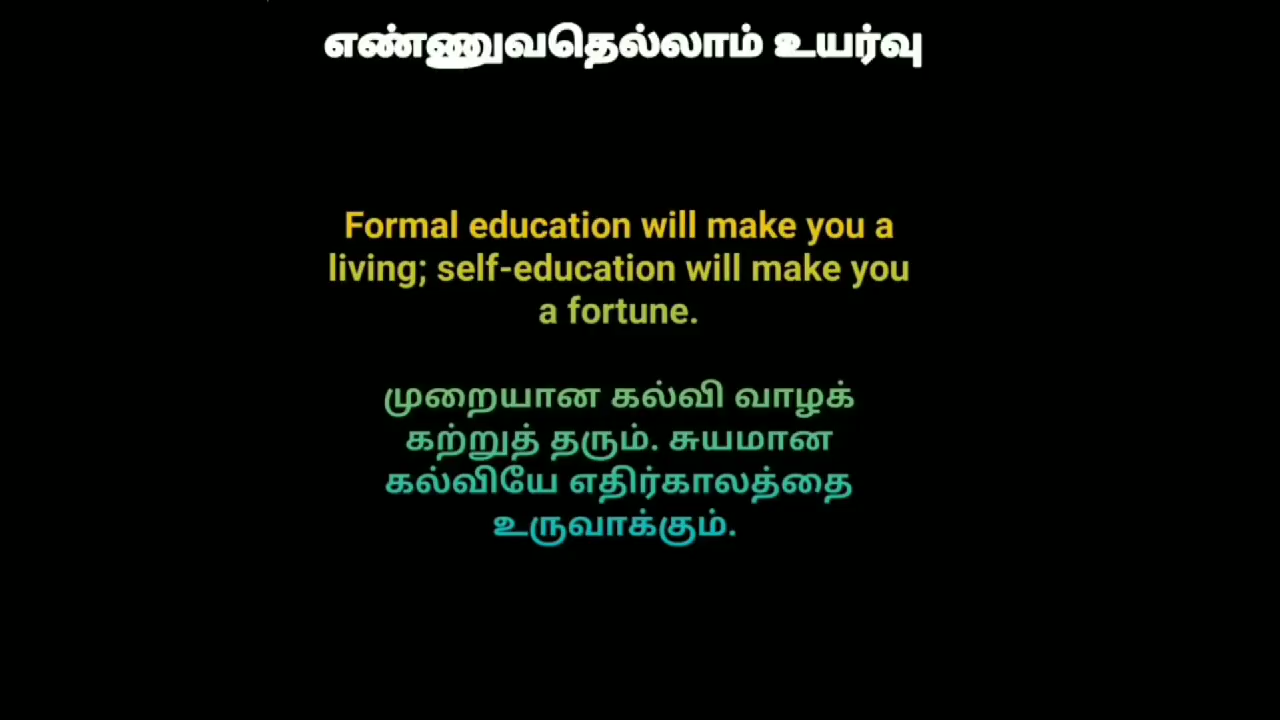 எண்ணுவதெல்லாம் உயர்வு
Formal education will make you a
living; self-education will make you
a fortune.
முறையான கல்வி வாழக்
கற்றுத் தரும். சுயமான
கல்வியே எதிர்காலத்தை
உருவாக்கும்.